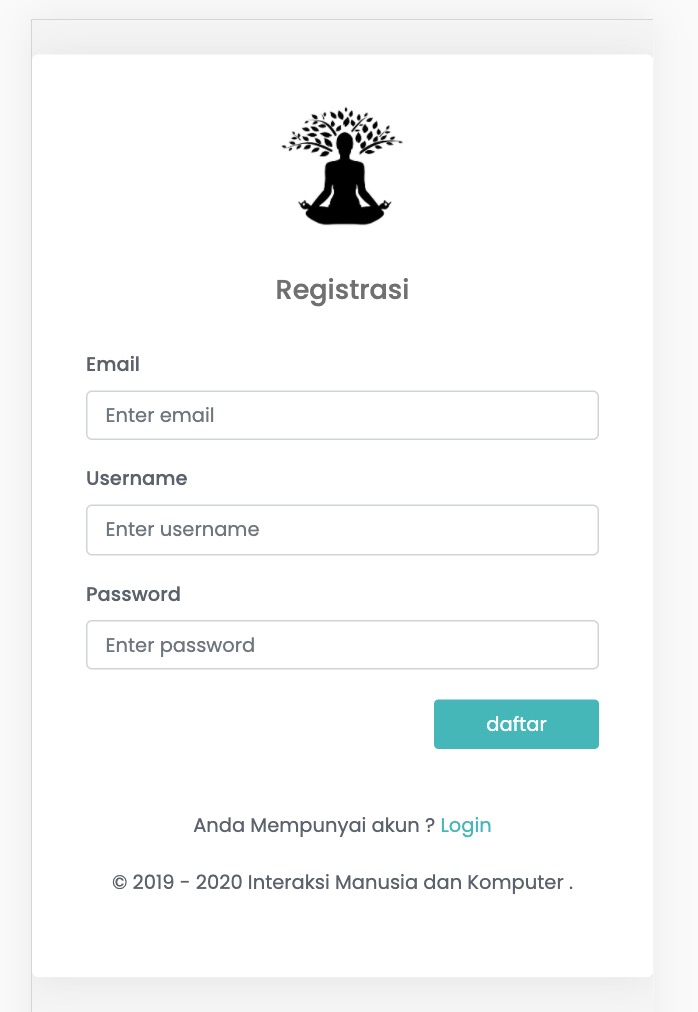 Registrasi
Email
Enter email
Username
Enter username
Password
Enter password
daftar
Anda Mempunyai akun ? Login
© 2019 - 2020 Interaksi Manusia dan Komputer .